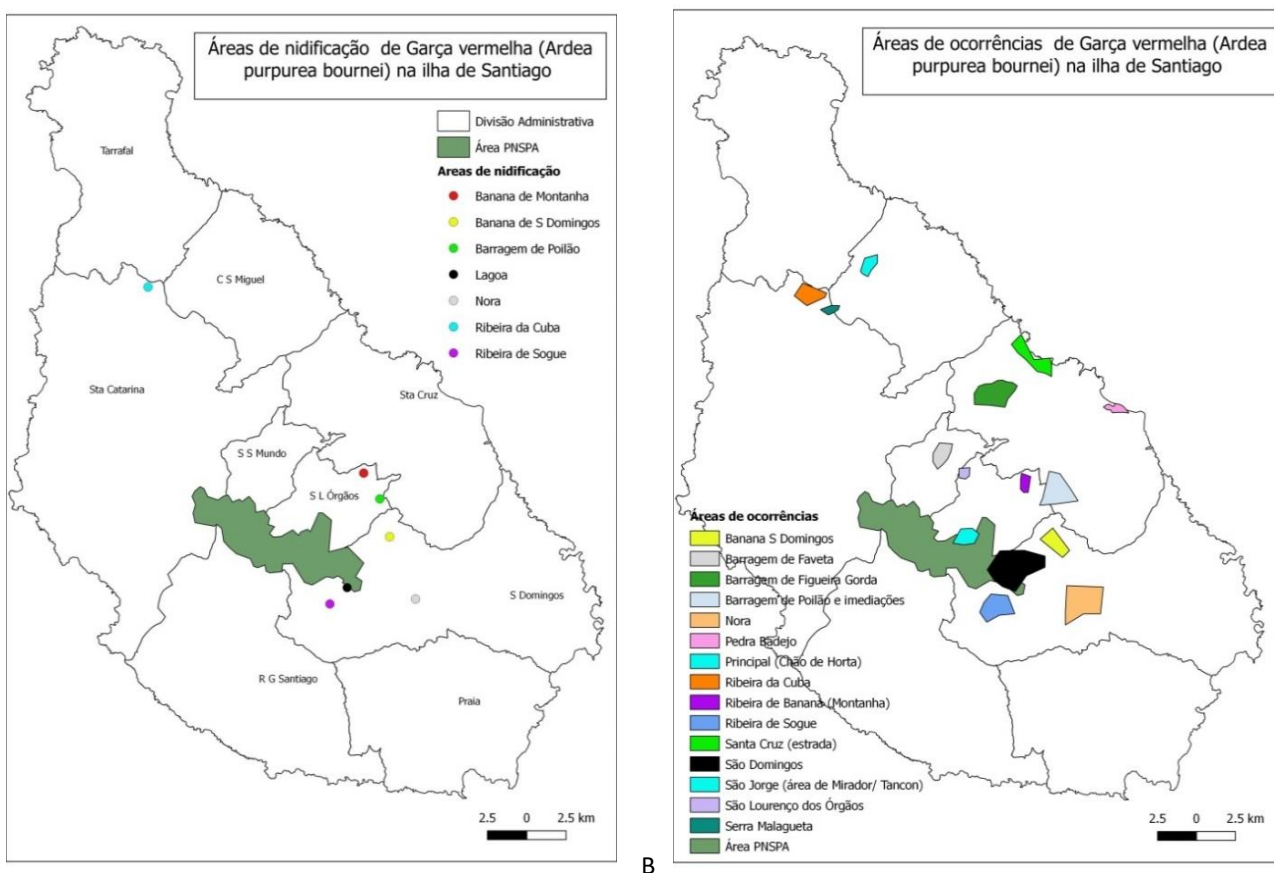 Áreas de nidificação de Garça vermelha (Ardea
purpurea bournei) na ilha de Santiago
Divisão Administrativa
Área PNSPA
Areas de nidificação
Banana de Montanha
Banana de S Domingos
Barragem de Poilão
Lagoa
Nora
Ribeira da Cuba
Ribeira de Sogue
Tarrafal
C S Miguel
Sta Catarina
Sta Cruz
S S Mundo
S L Órgãos
S Domingos
R G Santiago
Praia
2.5 0 2.5 km
B
Áreas de ocorrências de Garça vermelha (Ardea
purpurea bournei) na ilha de Santiago
Áreas de ocorrências
Banana S Domingos
Barragem de Faveta
Barragem de Figueira Gorda
Barragem de Poilão e imediações
Nora
Pedra Badejo
Principal (Chão de Horta)
Ribeira da Cuba
Ribeira de Banana (Montanha)
Ribeira de Sogue
Santa Cruz (estrada)
São Domingos
São Jorge (área de Mirador/ Tancon)
São Lourenço dos Órgãos
Serra Malagueta
Área PNSPA
2.5 0 2.5 km